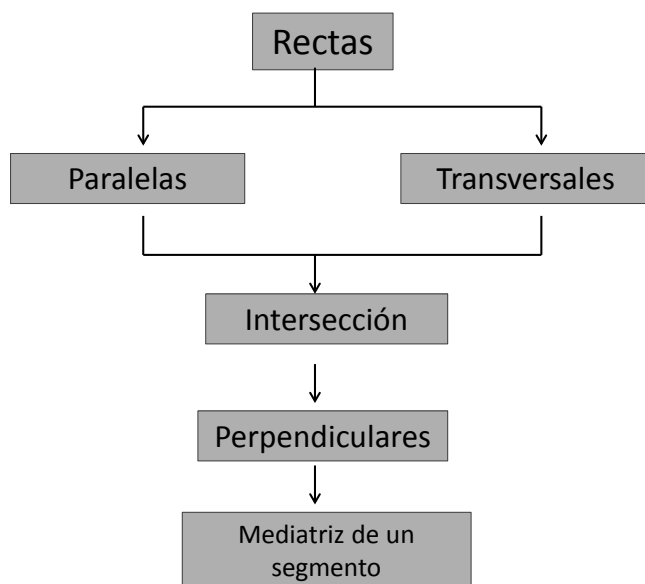 Rectas
Paralelas
Transversales
Intersección
Perpendiculares
Mediatriz de un
segmento